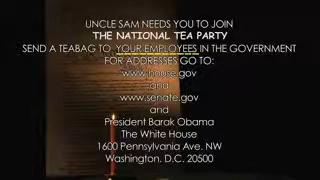 UNCLE SAM NEEDS YOU TO JOIN
THE NATIONAL TEA PARTY
SEND A TEABAG TO YOUR EMPLOYEES IN THE GOVERNMENT
FOR ADDRESSES GO TO:
www.house.gov
and
www.senate.gov
and
President Barak Obama
The White House
1600 Pennsylvania Ave. NW
Washington, D.C. 20500